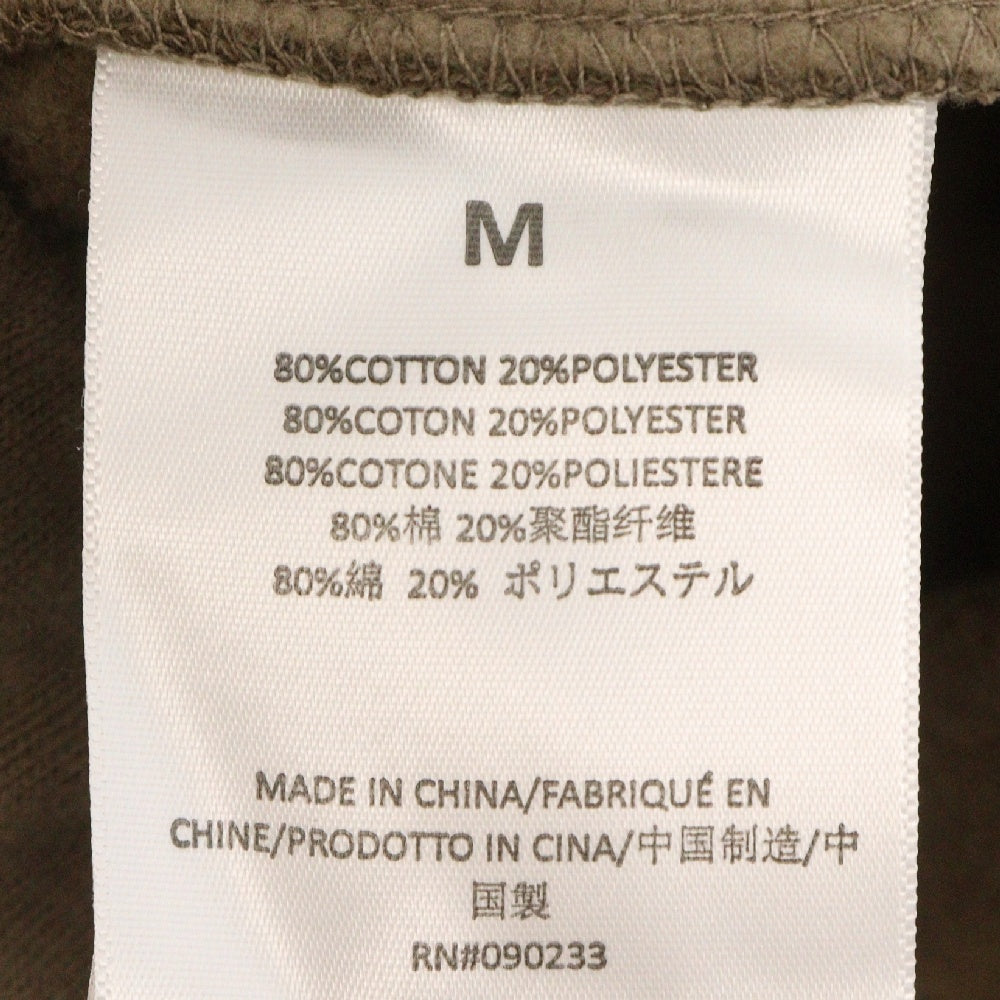 M
80%COTTON 20%POLYESTER
80%COTON 20%POLYESTER
80%COTONE 20%POLIESTERE
80%棉 20%聚酯纤维
80%綿 20% ポリエステル
MADE IN CHINA/FABRIQUÉ EN
CHINE/PRODOTTO IN CINA/中国制造/中
国製
RN#090233